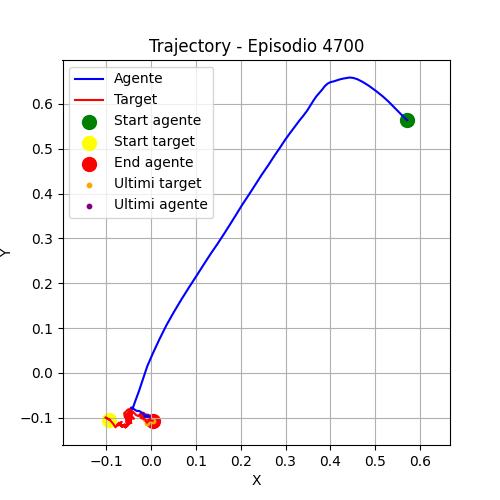 Trajectory - Episodio 4700
Agente
Target
Start agente
Start target
End agente
Ultimi target
Ultimi agente
0.6
0.5
0.4
0.3
0.2
0.1
0.0
−0.1
Y
−0.1 0.0 0.1 0.2 0.3 0.4 0.5 0.6
X